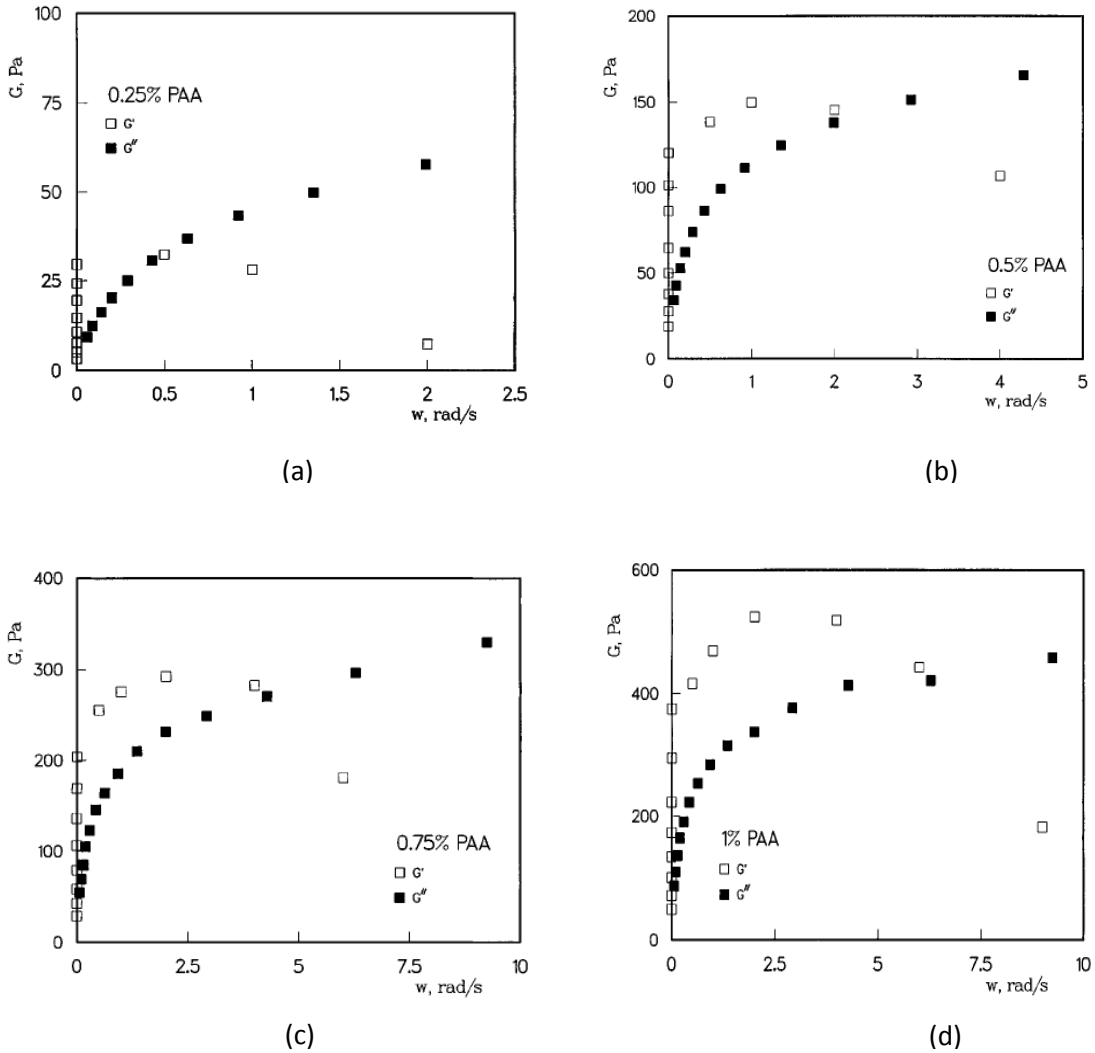 100
75
50
25
0
G, Pa
0.25% PAA
G'
G"
0 0.5 1 1.5 2 2.5
w, rad/s
(a)
200
150
100
50
0
G, Pa
0.5% PAA
G'
G"
0 1 2 3 4 5
w, rad/s
(b)
400
300
200
100
0
G, Pa
0.75% PAA
G'
G"
0 2.5 5 7.5 10
w, rad/s
(c)
600
400
200
0
G, Pa
1% PAA
G'
G"
0 2.5 5 7.5 10
w, rad/s
(d)